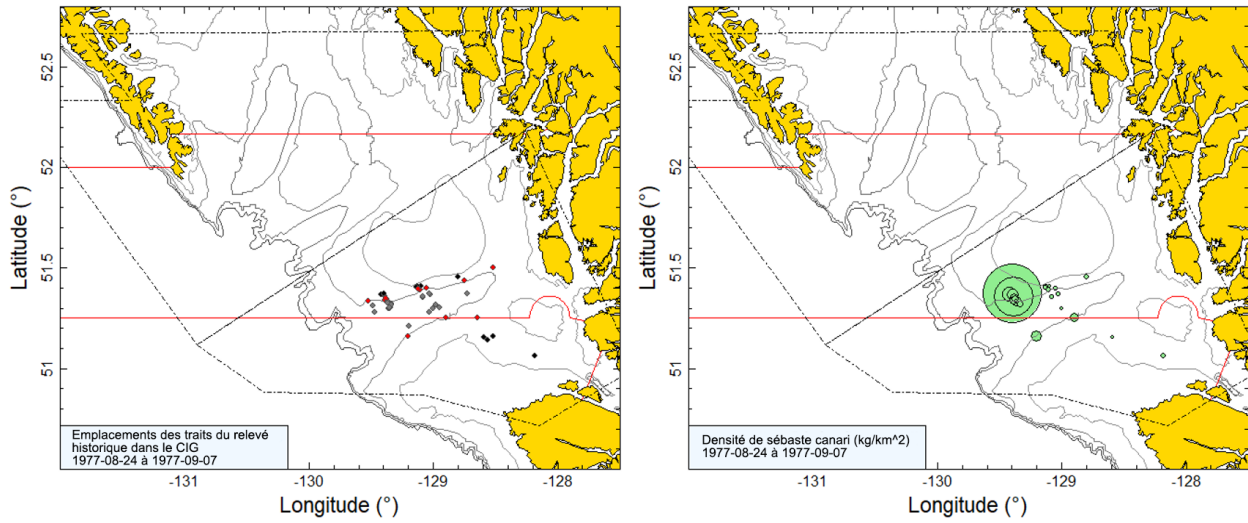 52.5
52
51.5
51
Latitude (°)
Emplacements des traits du relevé
historique dans le CIG
1977-08-24 à 1977-09-07
-131
-130
-129
-128
Longitude (°)
52.5
52
51.5
51
Latitude (°)
Densité de sébaste canari (kg/km^2)
1977-08-24 à 1977-09-07
-131
-130
-129
-128
Longitude (°)